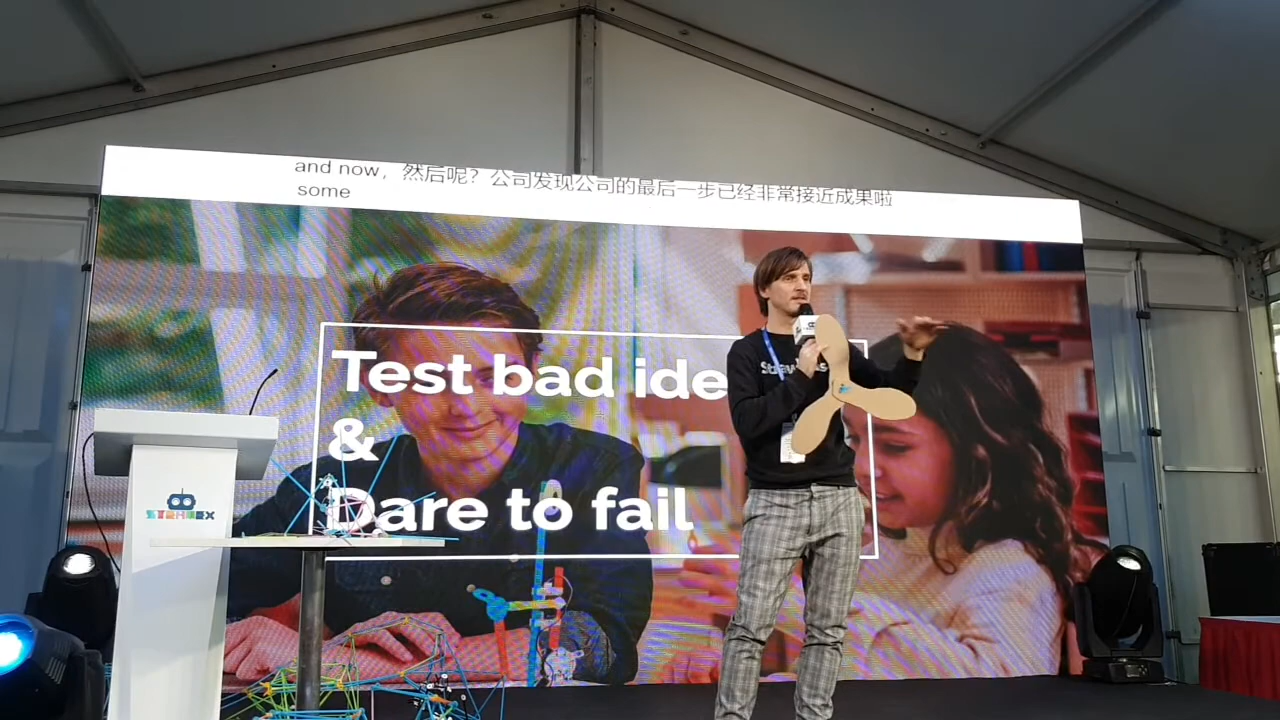 and now，然后呢？公司发现公司的最后一步已经非常接近成果啦
some
Test bad ide
&
Dare to fail
STEMDEX